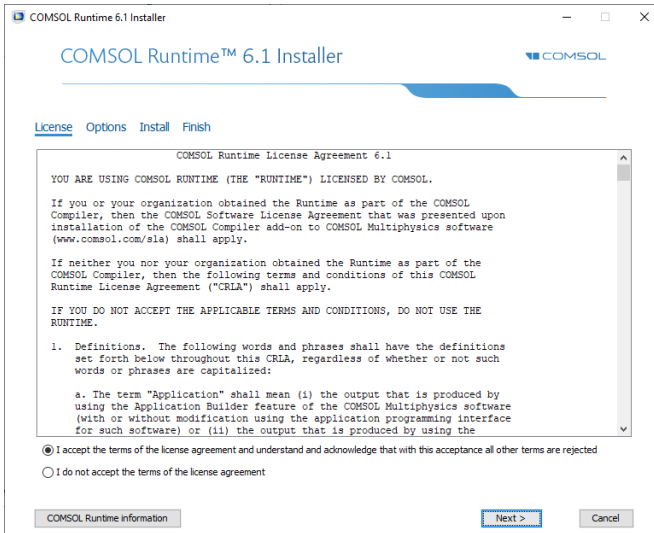 COMSOL Runtime 6.1 Installer
COMSOL Runtime™ 6.1 Installer
COMSOL
License Options Install Finish
COMSOL Runtime License Agreement 6.1
YOU ARE USING COMSOL RUNTIME (THE "RUNTIME") LICENSED BY COMSOL.
If you or your organization obtained the Runtime as part of the COMSOL
Compiler, then the COMSOL Software License Agreement that was presented upon
installation of the COMSOL Compiler add-on to COMSOL Multiphysics software
(www.comsol.com/sla) shall apply.
If neither you nor your organization obtained the Runtime as part of the
COMSOL Compiler, then the following terms and conditions of this COMSOL
Runtime License Agreement ("CRLA") shall apply.
IF YOU DO NOT ACCEPT THE APPLICABLE TERMS AND CONDITIONS, DO NOT USE THE
RUNTIME.
1. Definitions. The following words and phrases shall have the definitions
set forth below throughout this CRLA, regardless of whether or not such
words or phrases are capitalized:
a. The term "Application" shall mean (i) the output that is produced by
using the Application Builder feature of the COMSOL Multiphysics software
(with or without modification using the application programming interface
for such software) or (ii) the output that is produced by using the
I accept the terms of the license agreement and understand and acknowledge that with this acceptance all other terms are rejected
I do not accept the terms of the license agreement
COMSOL Runtime information
Next >
Cancel